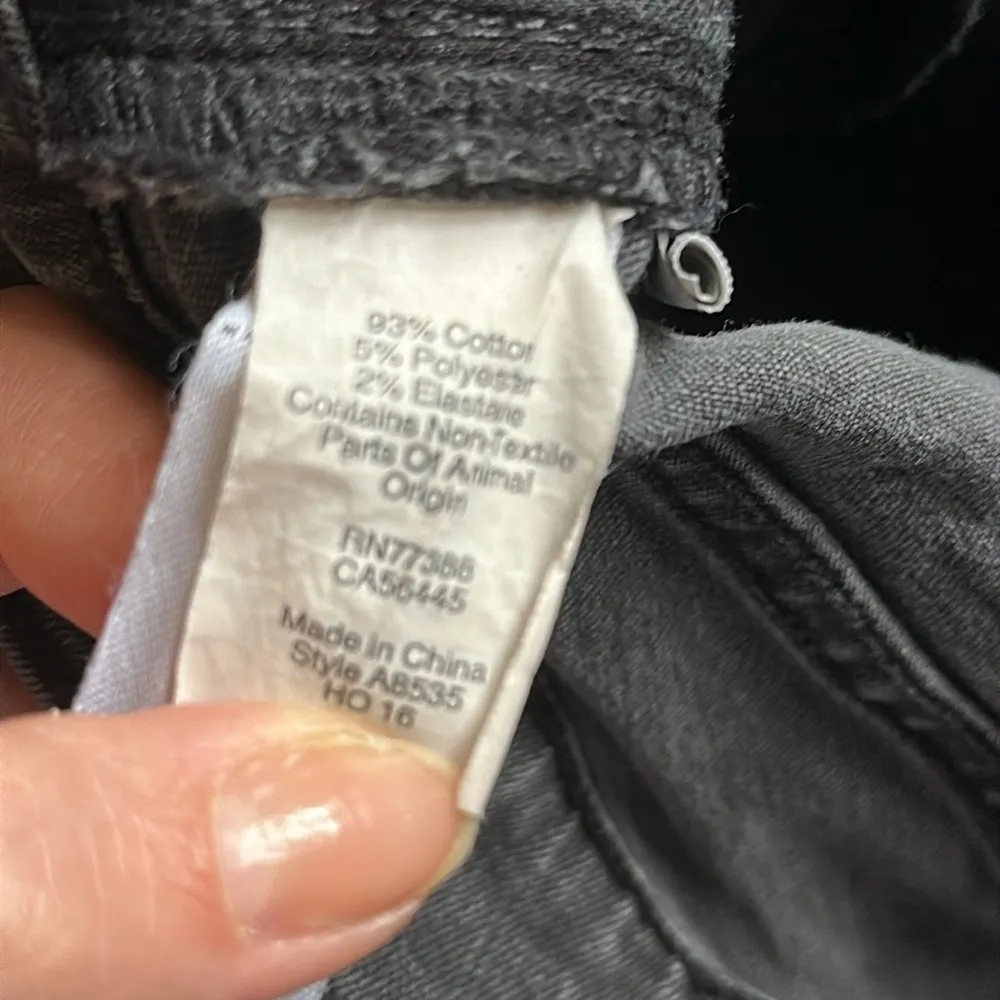 93% Cotton
5% Polyester
2% Elastane
Contains Non-Textile
Parts Of Animal
Origin
RN77388
CA56445
Made in China
Style A8535
HO 16